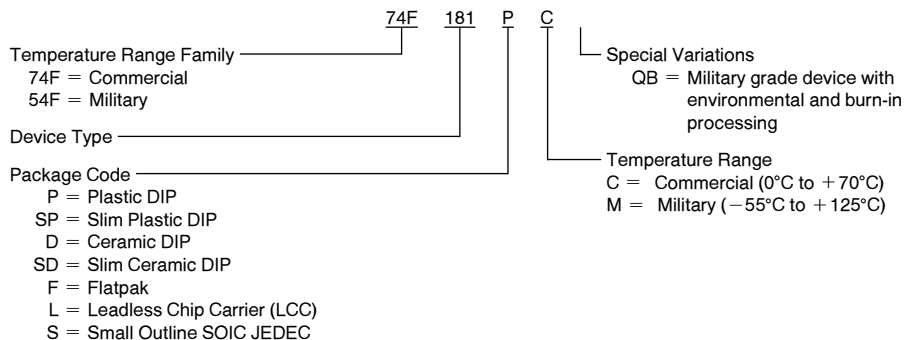 74F 181 P C
Temperature Range Family
74F = Commercial
54F = Military
Device Type
Package Code
P = Plastic DIP
SP = Slim Plastic DIP
D = Ceramic DIP
SD = Slim Ceramic DIP
F = Flatpak
L = Leadless Chip Carrier (LCC)
S = Small Outline SOIC JEDEC
Special Variations
QB = Military grade device with
environmental and burn-in
processing
Temperature Range
C = Commercial (0°C to +70°C)
M = Military (−55°C to +125°C)